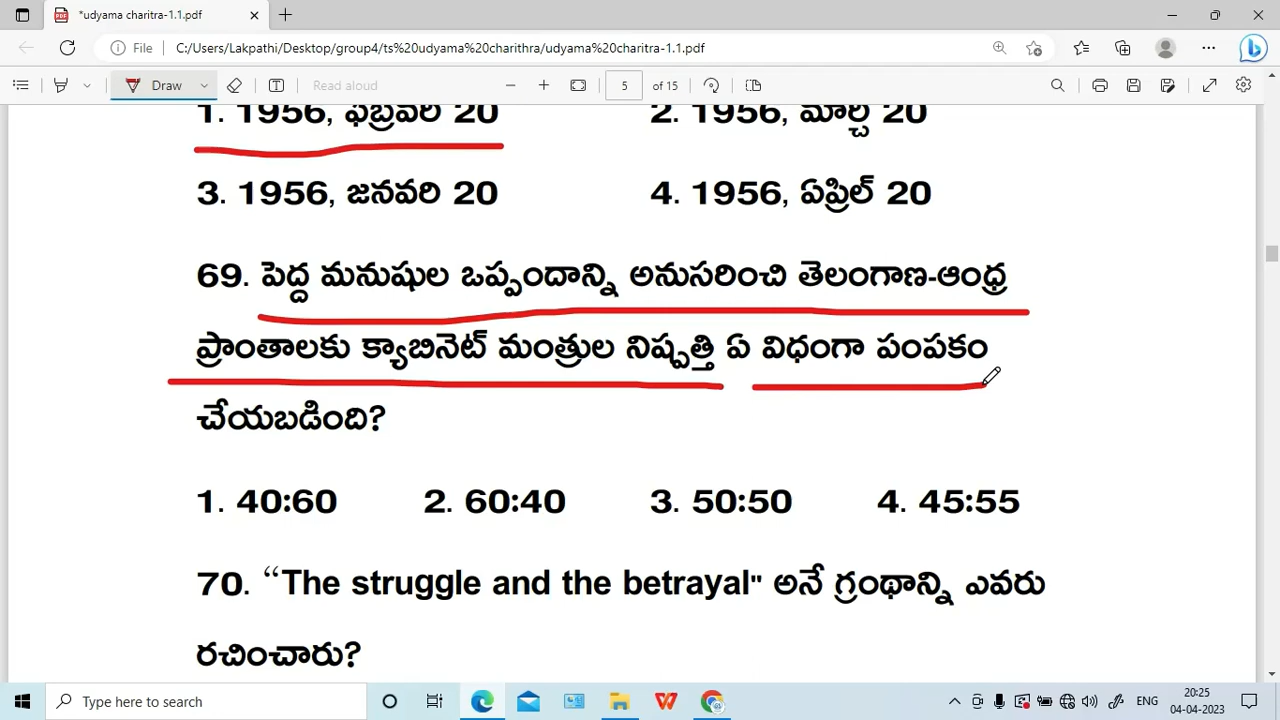 *udyama charitra-1.1.pdf
File
C:/Users/Lakpathi/Desktop/group4/ts%20udyama%20charithra/udyama%20charitra-1.1.pdf
Draw
Read aloud
5 of 15
1. 1956, ఫిబ్రవరి 20 2. 1956, మార్చి 20
3. 1956, జనవరి 20 4. 1956, ఏప్రిల్ 20
69. పెద్ద మనుషుల ఒప్పందాన్ని అనుసరించి తెలంగాణ-ఆంధ్ర
ప్రాంతాలకు క్యాబినెట్ మంత్రుల నిష్పత్తి ఏ విధంగా పంపకం
చేయబడింది?
1. 40:60 2. 60:40 3. 50:50 4. 45:55
70. “The struggle and the betrayal" అనే గ్రంథాన్ని ఎవరు
రచించారు?
Type here to search
ENG
20:25
04-04-2023